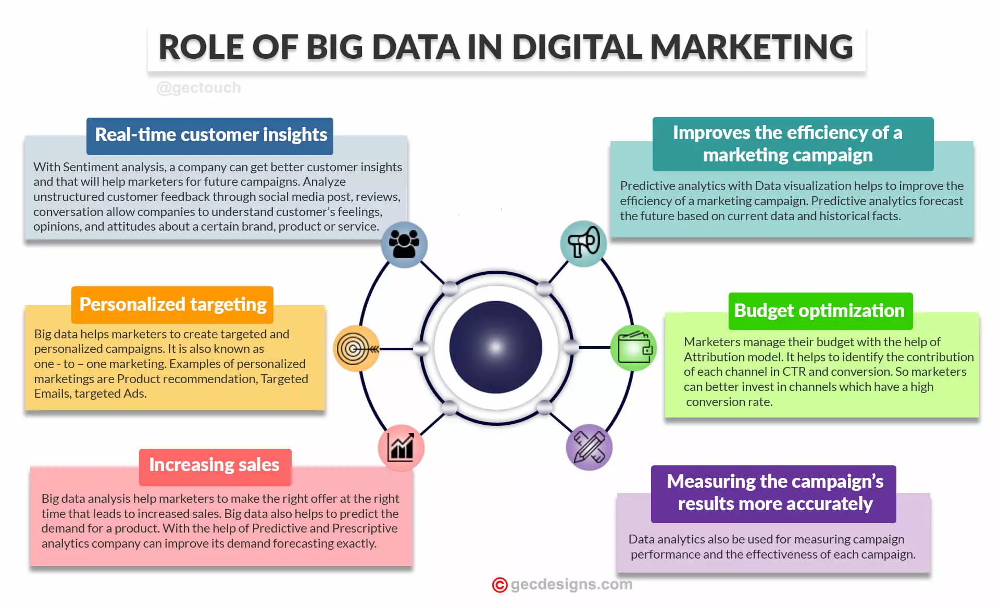 ROLE OF BIG DATA IN DIGITAL MARKETING
@gectouch
Real-time customer insights
With Sentiment analysis, a company can get better customer insights
and that will help marketers for future campaigns. Analyze
unstructured customer feedback through social media post, reviews,
conversation allow companies to understand customer’s feelings,
opinions, and attitudes about a certain brand, product or service.
Personalized targeting
Big data helps marketers to create targeted and
personalized campaigns. It is also known as
one - to – one marketing. Examples of personalized
marketings are Product recommendation, Targeted
Emails, targeted Ads.
Increasing sales
Big data analysis help marketers to make the right offer at the right
time that leads to increased sales. Big data also helps to predict the
demand for a product. With the help of Predictive and Prescriptive
analytics company can improve its demand forecasting exactly.
Improves the efficiency of a
marketing campaign
Predictive analytics with Data visualization helps to improve the
efficiency of a marketing campaign. Predictive analytics forecast
the future based on current data and historical facts.
Budget optimization
Marketers manage their budget with the help of
Attribution model. It helps to identify the contribution
of each channel in CTR and conversion. So marketers
can better invest in channels which have a high
conversion rate.
Measuring the campaign’s
results more accurately
Data analytics also be used for measuring campaign
performance and the effectiveness of each campaign.
© gecdesigns.com